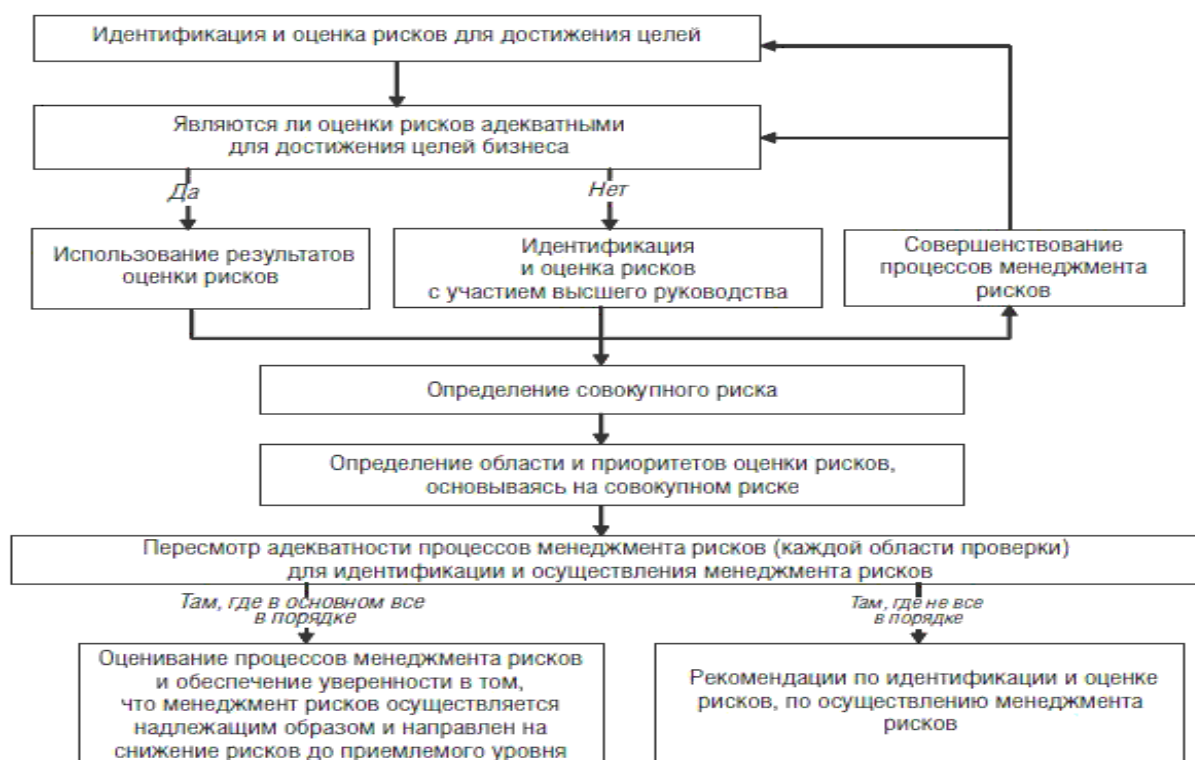 Идентификация и оценка рисков для достижения целей
Являются ли оценки рисков адекватными
для достижения целей бизнеса
Да
Нет
Использование результатов
оценки рисков
Идентификация
и оценка рисков
с участием высшего руководства
Совершенствование
процессов менеджмента
рисков
Определение совокупного риска
Определение области и приоритетов оценки рисков,
основываясь на совокупном риске
Пересмотр адекватности процессов менеджмента рисков (каждой области проверки)
для идентификации и осуществления менеджмента рисков
Там, где в основном все
в порядке
Там, где не все
в порядке
Оценивание процессов менеджмента рисков
и обеспечение уверенности в том,
что менеджмент рисков осуществляется
надлежащим образом и направлен на
снижение рисков до приемлемого уровня
Рекомендации по идентификации и оценке
рисков, по осуществлению менеджмента
рисков